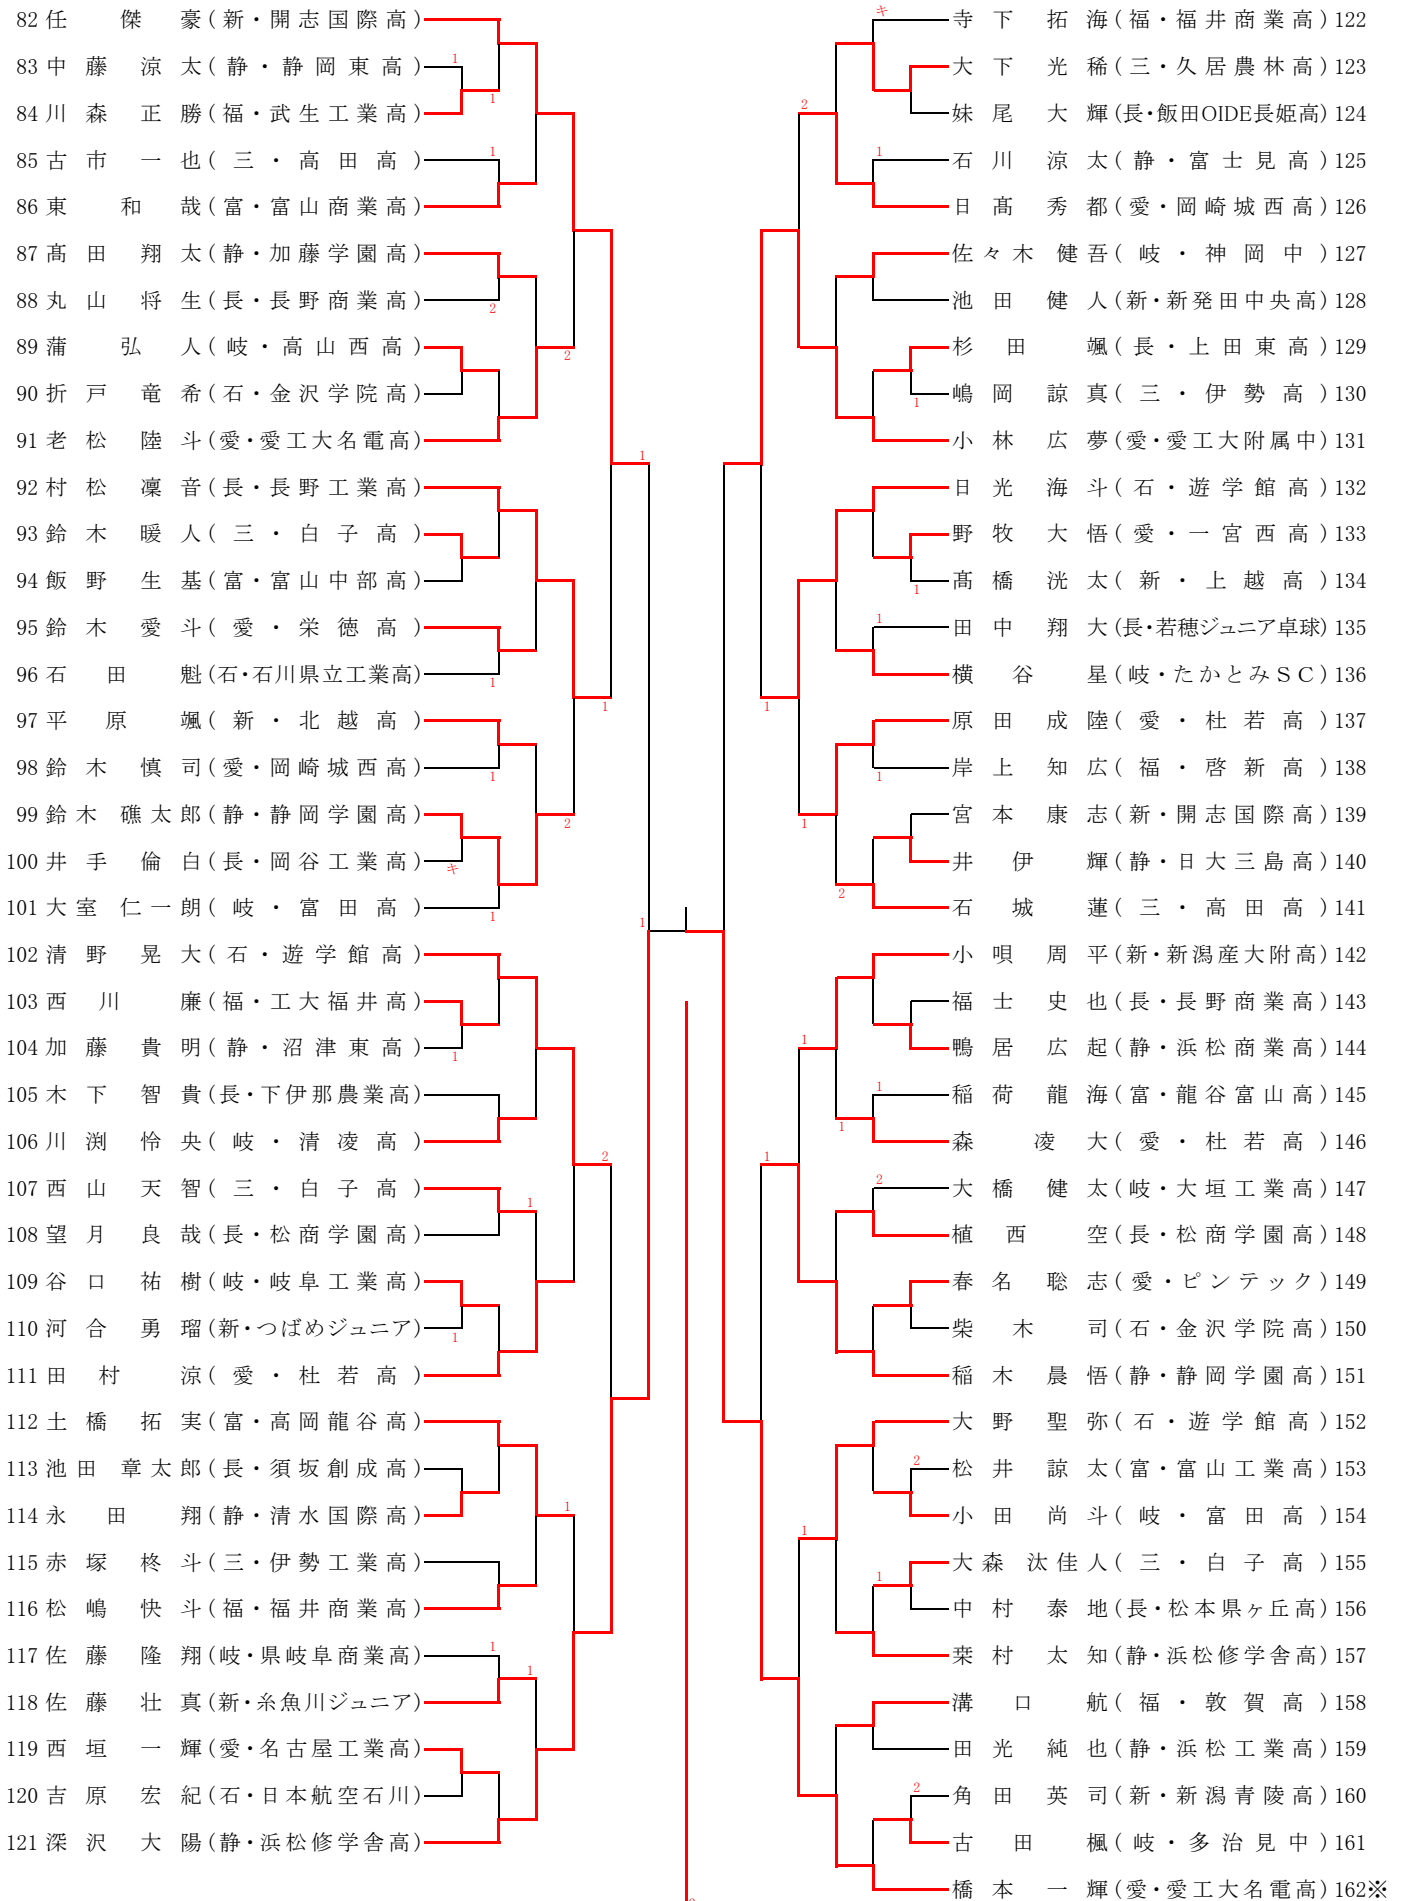 82 任 傑 豪 (新・開志国際高)
83 中藤 涼太 (静・静岡東高)
84 川森 正勝 (福・武生工業高)
85 古市 一也 (三・高田高)
86 東 和哉 (富・富山商業高)
87 髙田 翔太 (静・加藤学園高)
88 丸山 将生 (長・長野商業高)
89 蒲 弘人 (岐・高山西高)
90 折戸 竜希 (石・金沢学院高)
91 老松 陸斗 (愛・愛工大名電高)
92 村松 凜音 (長・長野工業高)
93 鈴木 暖人 (三・白子高)
94 飯野 生基 (富・富山中部高)
95 鈴木 愛斗 (愛・栄徳高)
96 石田 魁 (石・石川県立工業高)
97 平原 颯 (新・北越高)
98 鈴木 慎司 (愛・岡崎城西高)
99 鈴木 礁太郎 (静・静岡学園高)
100 井手 倫白 (長・岡谷工業高)
101 大室 仁一朗 (岐・富田高)
102 清野 晃大 (石・遊学館高)
103 西川 廉 (福・工大福井高)
104 加藤 貴明 (静・沼津東高)
105 木下 智貴 (長・下伊那農業高)
106 川渕 怜央 (岐・清凌高)
107 西山 天智 (三・白子高)
108 望月 良哉 (長・松商学園高)
109 谷口 祐樹 (岐・岐阜工業高)
110 河合 勇瑠 (新・つばめジュニア)
111 田村 涼 (愛・杜若高)
112 土橋 拓実 (富・高岡龍谷高)
113 池田 章太郎 (長・須坂創成高)
114 永田 翔 (静・清水国際高)
115 赤塚 柊斗 (三・伊勢工業高)
116 松嶋 快斗 (福・福井商業高)
117 佐藤 隆翔 (岐・県岐阜商業高)
118 佐藤 壮真 (新・糸魚川ジュニア)
119 西垣 一輝 (愛・名古屋工業高)
120 吉原 宏紀 (石・日本航空石川)
121 深沢 大陽 (静・浜松修学舎高)
寺下 拓海 (福・福井商業高) 122
大下 光稀 (三・久居農林高) 123
妹尾 大輝 (長・飯田OIDE長姫高) 124
石川 涼太 (静・富士見高) 125
日髙 秀都 (愛・岡崎城西高) 126
佐々木 健吾 (岐・神岡中) 127
池田 健人 (新・新発田中央高) 128
杉田 颯 (長・上田東高) 129
嶋岡 諒真 (三・伊勢高) 130
小林 広夢 (愛・愛工大附属中) 131
日光 海斗 (石・遊学館高) 132
野牧 大悟 (愛・一宮西高) 133
髙橋 洸太 (新・上越高) 134
田中 翔大 (長・若穂ジュニア卓球) 135
横谷 星 (岐・たかとみSC) 136
原田 成陸 (愛・杜若高) 137
岸上 知広 (福・啓新高) 138
宮本 康志 (新・開志国際高) 139
井伊 輝 (静・日大三島高) 140
石城 蓮 (三・高田高) 141
小唄 周平 (新・新潟産大附高) 142
福士 史也 (長・長野商業高) 143
鴨居 広起 (静・浜松商業高) 144
稲荷 龍海 (富・龍谷富山高) 145
森 凌大 (愛・杜若高) 146
大橋 健太 (岐・大垣工業高) 147
植西 空 (長・松商学園高) 148
春名 聡志 (愛・ピンテック) 149
柴木 司 (石・金沢学院高) 150
稲木 晨悟 (静・静岡学園高) 151
大野 聖弥 (石・遊学館高) 152
松井 諒太 (富・富山工業高) 153
小田 尚斗 (岐・富田高) 154
大森 汰佳人 (三・白子高) 155
中村 泰地 (長・松本県ヶ丘高) 156
桒村 太知 (静・浜松修学舎高) 157
溝口 航 (福・敦賀高) 158
田光 純也 (静・浜松工業高) 159
角田 英司 (新・新潟青陵高) 160
古田 楓 (岐・多治見中) 161
橋本 一輝 (愛・愛工大名電高) 162※